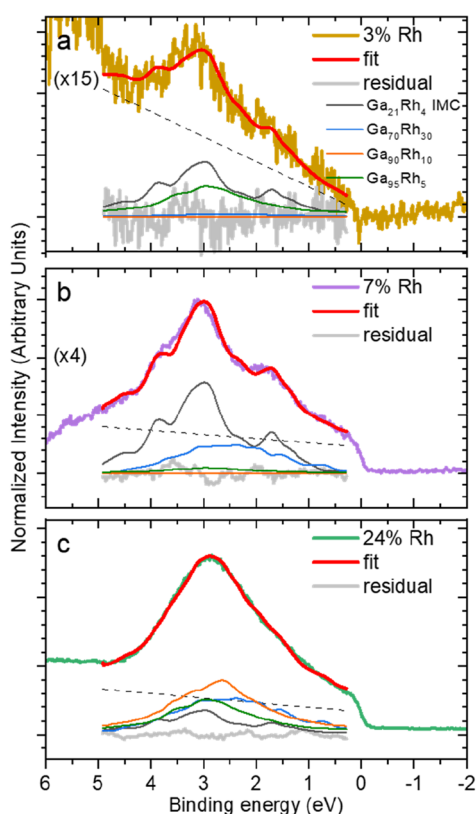 a
3% Rh
fit
residual
(x15)
Ga₂₁Rh₄ IMC
Ga₇₀Rh₃₀
Ga₉₀Rh₁₀
Ga₉₅Rh₅
b
7% Rh
fit
residual
(x4)
c
24% Rh
fit
residual
Normalized Intensity (Arbitrary Units)
6 5 4 3 2 1 0 -1 -2
Binding energy (eV)